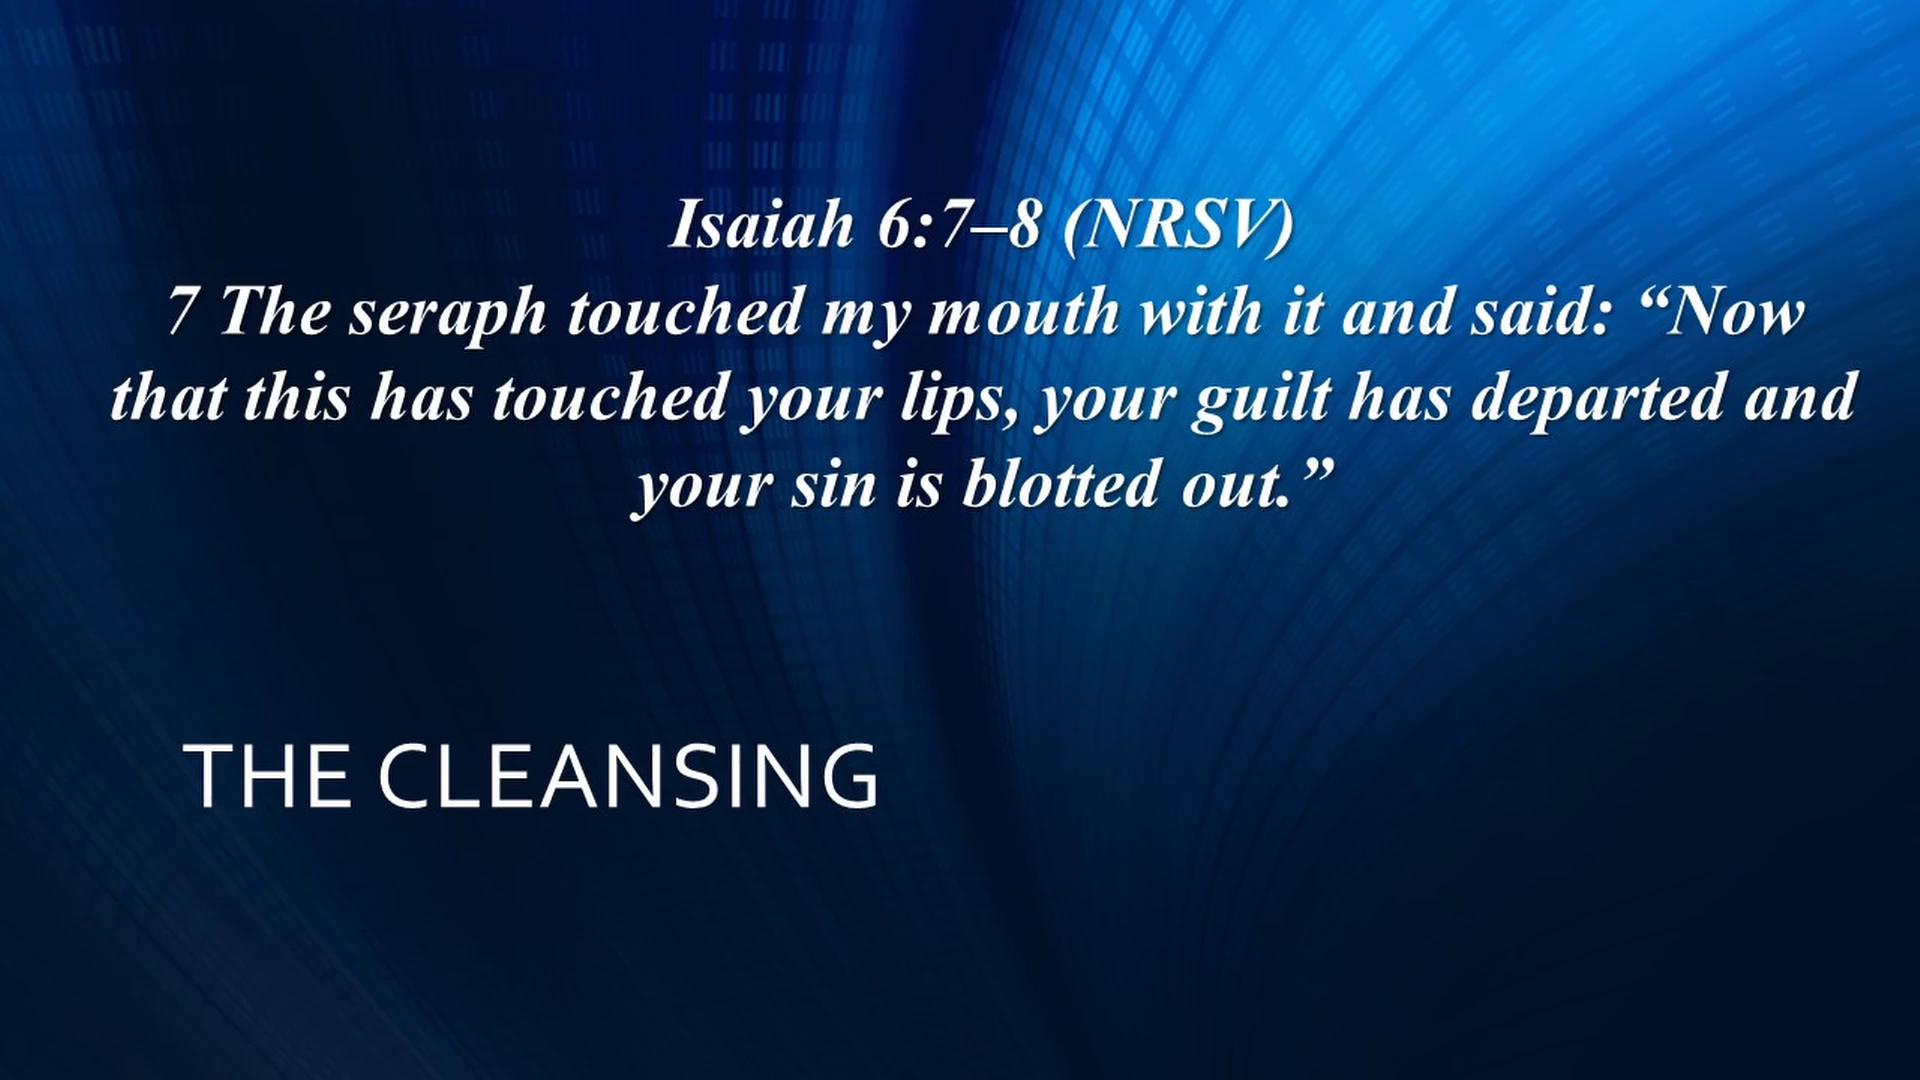 Isaiah 6:7–8 (NRSV)
7 The seraph touched my mouth with it and said: “Now
that this has touched your lips, your guilt has departed and
your sin is blotted out.”
THE CLEANSING